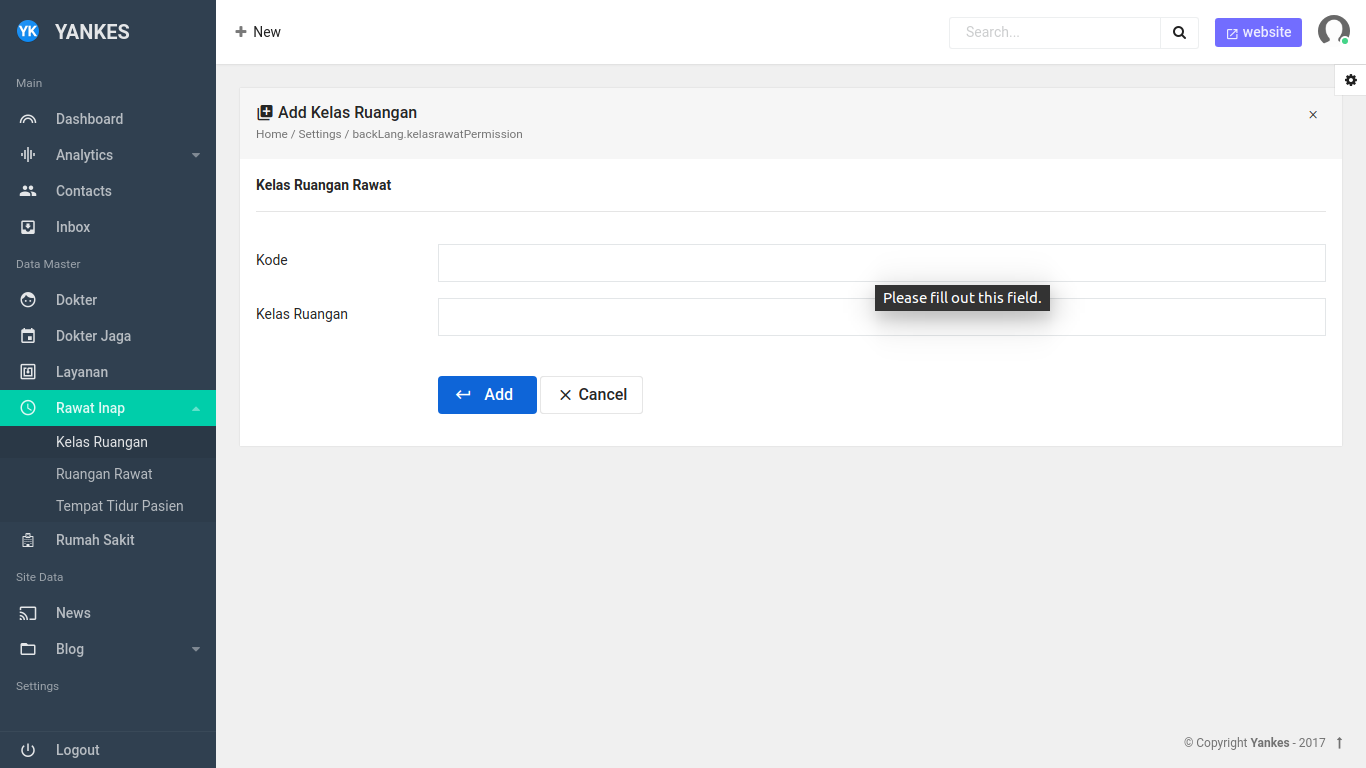 YK YANKES
New
Search...
website
Main
Dashboard
Analytics
Contacts
Inbox
Data Master
Dokter
Dokter Jaga
Layanan
Rawat Inap
Kelas Ruangan
Ruangan Rawat
Tempat Tidur Pasien
Rumah Sakit
Site Data
News
Blog
Settings
Logout
Add Kelas Ruangan
Home / Settings / backLang.kelasrawatPermission
Kelas Ruangan Rawat
Kode
Please fill out this field.
Kelas Ruangan
Add
Cancel
© Copyright Yankes - 2017